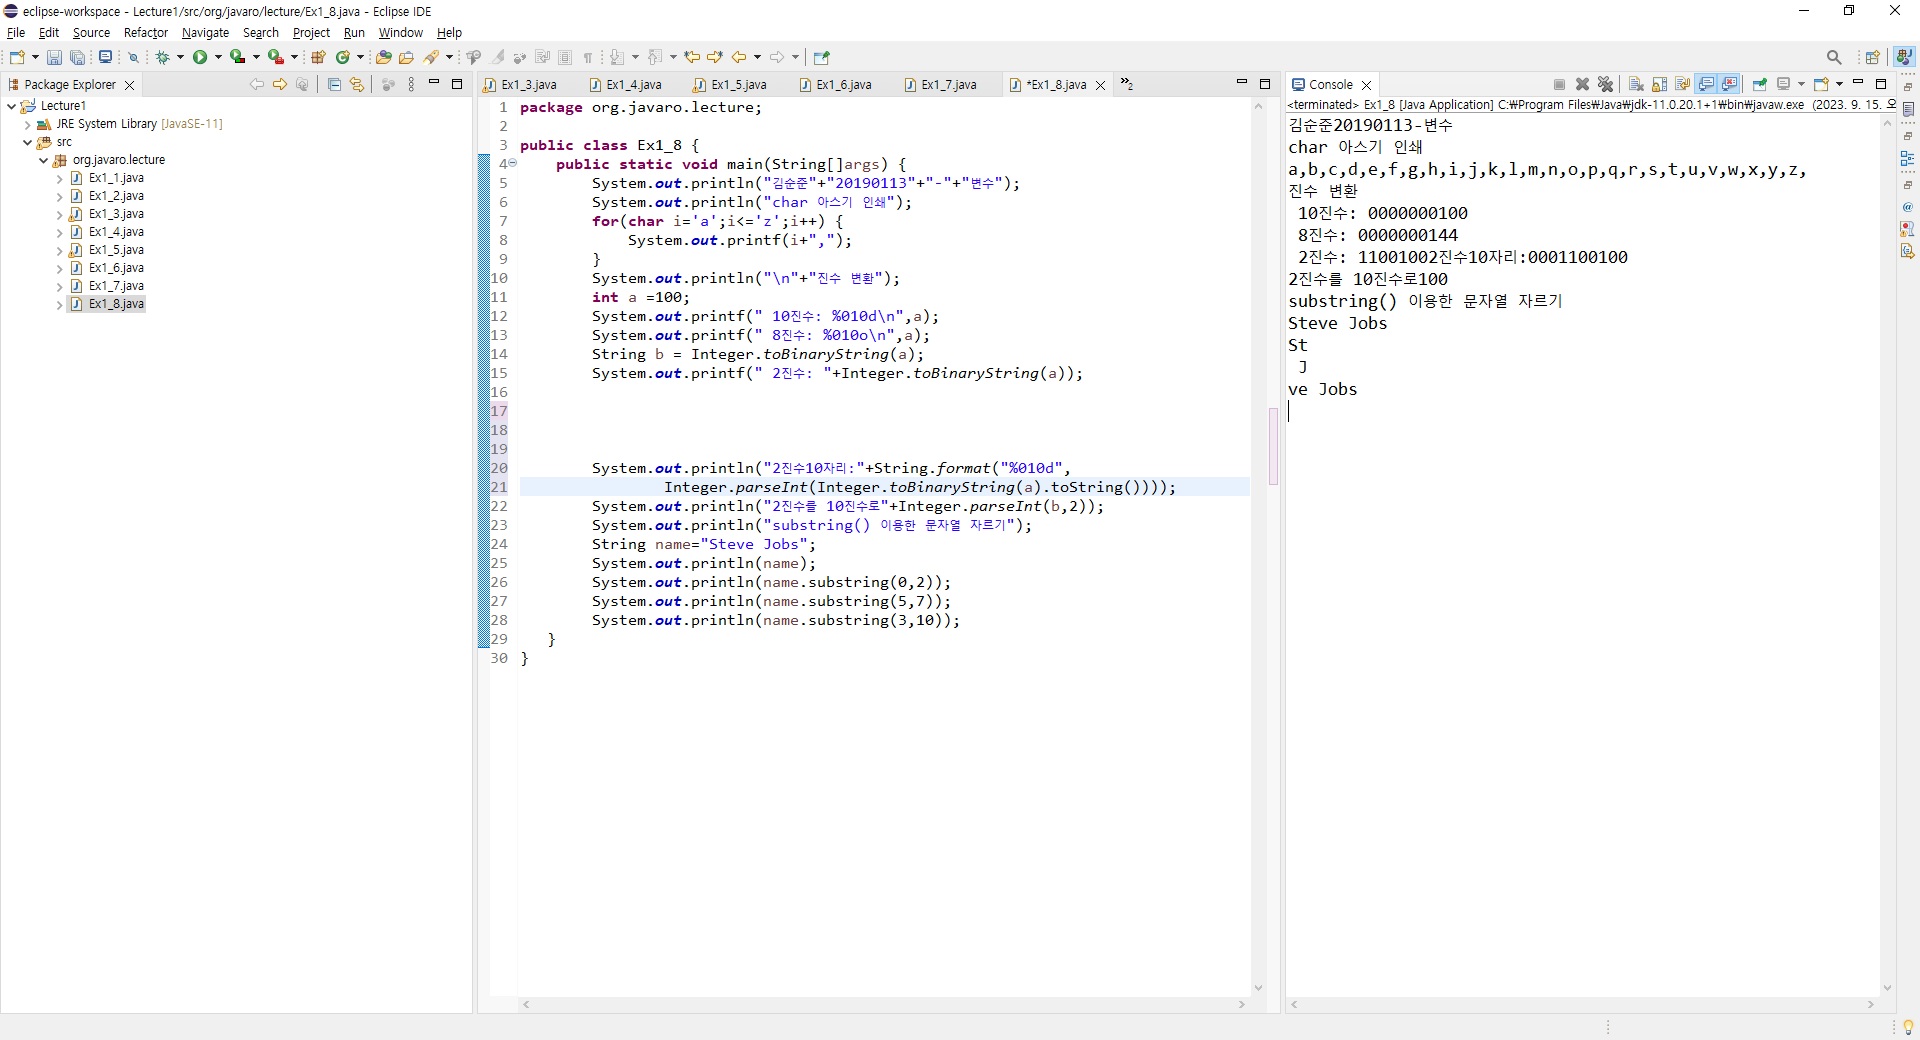 eclipse-workspace - Lecture1/src/org/javaro/lecture/Ex1_8.java - Eclipse IDE
File Edit Source Refactor Navigate Search Project Run Window Help
Package Explorer
Lecture1
JRE System Library [JavaSE-11]
src
org.javaro.lecture
Ex1_1.java
Ex1_2.java
Ex1_3.java
Ex1_4.java
Ex1_5.java
Ex1_6.java
Ex1_7.java
Ex1_8.java
Ex1_3.java Ex1_4.java Ex1_5.java Ex1_6.java Ex1_7.java *Ex1_8.java »2
1 package org.javaro.lecture;
2
3 public class Ex1_8 {
4 public static void main(String[]args) {
5 System.out.println("김순준"+"20190113"+"-"+"변수");
6 System.out.println("char 아스기 인쇄");
7 for(char i='a';i<='z';i++) {
8 System.out.printf(i+",");
9 }
10 System.out.println("\n"+"진수 변환");
11 int a =100;
12 System.out.printf(" 10진수: %010d\n",a);
13 System.out.printf(" 8진수: %010o\n",a);
14 String b = Integer.toBinaryString(a);
15 System.out.printf(" 2진수: "+Integer.toBinaryString(a));
16
17
18
19
20 System.out.println("2진수10자리:"+String.format("%010d",
21 Integer.parseInt(Integer.toBinaryString(a).toString())));
22 System.out.println("2진수를 10진수로"+Integer.parseInt(b,2));
23 System.out.println("substring() 이용한 문자열 자르기");
24 String name="Steve Jobs";
25 System.out.println(name);
26 System.out.println(name.substring(0,2));
27 System.out.println(name.substring(5,7));
28 System.out.println(name.substring(3,10));
29 }
30 }
Console
<terminated> Ex1_8 [Java Application] C:₩Program Files₩Java₩jdk-11.0.20.1+1₩bin₩javaw.exe (2023. 9. 15. 오
김순준20190113-변수
char 아스기 인쇄
a,b,c,d,e,f,g,h,i,j,k,l,m,n,o,p,q,r,s,t,u,v,w,x,y,z,
진수 변환
10진수: 0000000100
8진수: 0000000144
2진수: 11001002진수10자리:0001100100
2진수를 10진수로100
substring() 이용한 문자열 자르기
Steve Jobs
St
J
ve Jobs